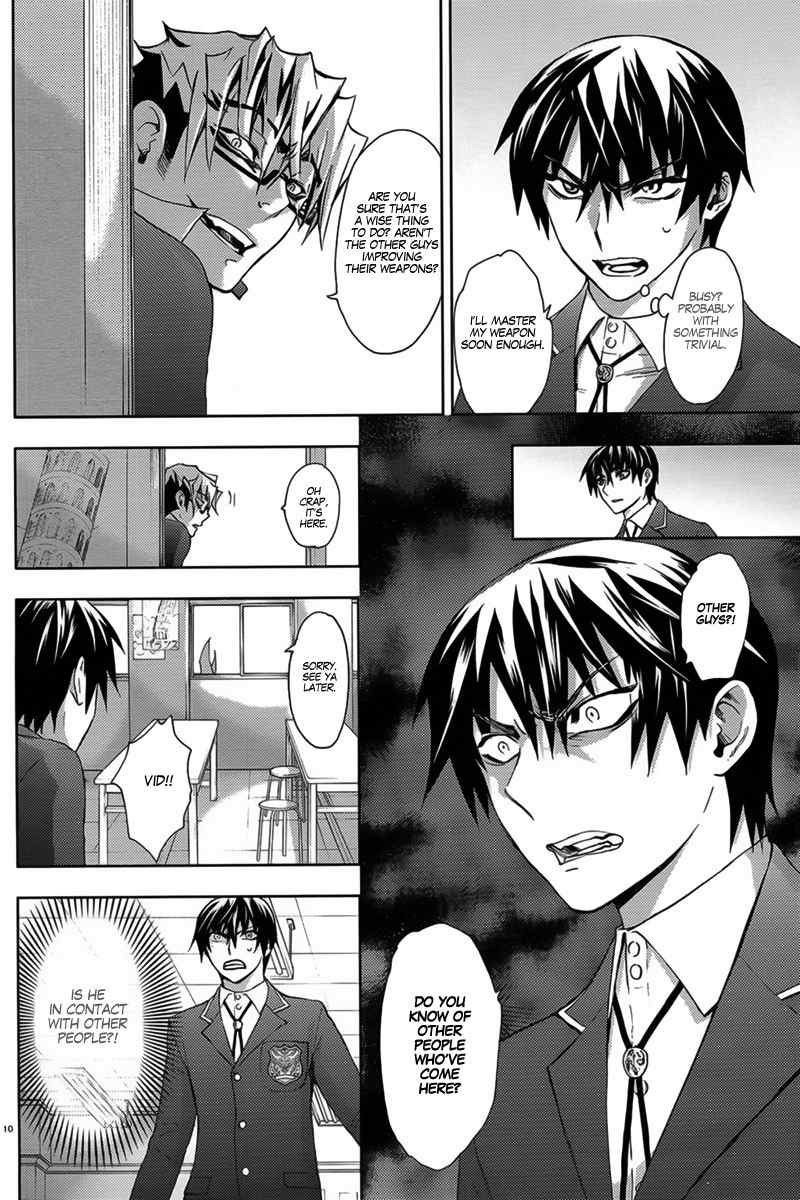 BUSY?
PROBABLY
WITH
SOMETHING
TRIVIAL.
I'LL MASTER
MY WEAPON
SOON ENOUGH.
ARE YOU
SURE THAT'S
A WISE THING
TO DO? AREN'T
THE OTHER GUYS
IMPROVING
THEIR WEAPONS?
OTHER
GUYS?!
DO YOU
KNOW OF
OTHER
PEOPLE
WHO'VE
COME
HERE?
OH
CRAP,
IT'S
HERE.
SORRY.
SEE YA
LATER.
VID!!
IS HE
IN CONTACT
WITH OTHER
PEOPLE?!
10